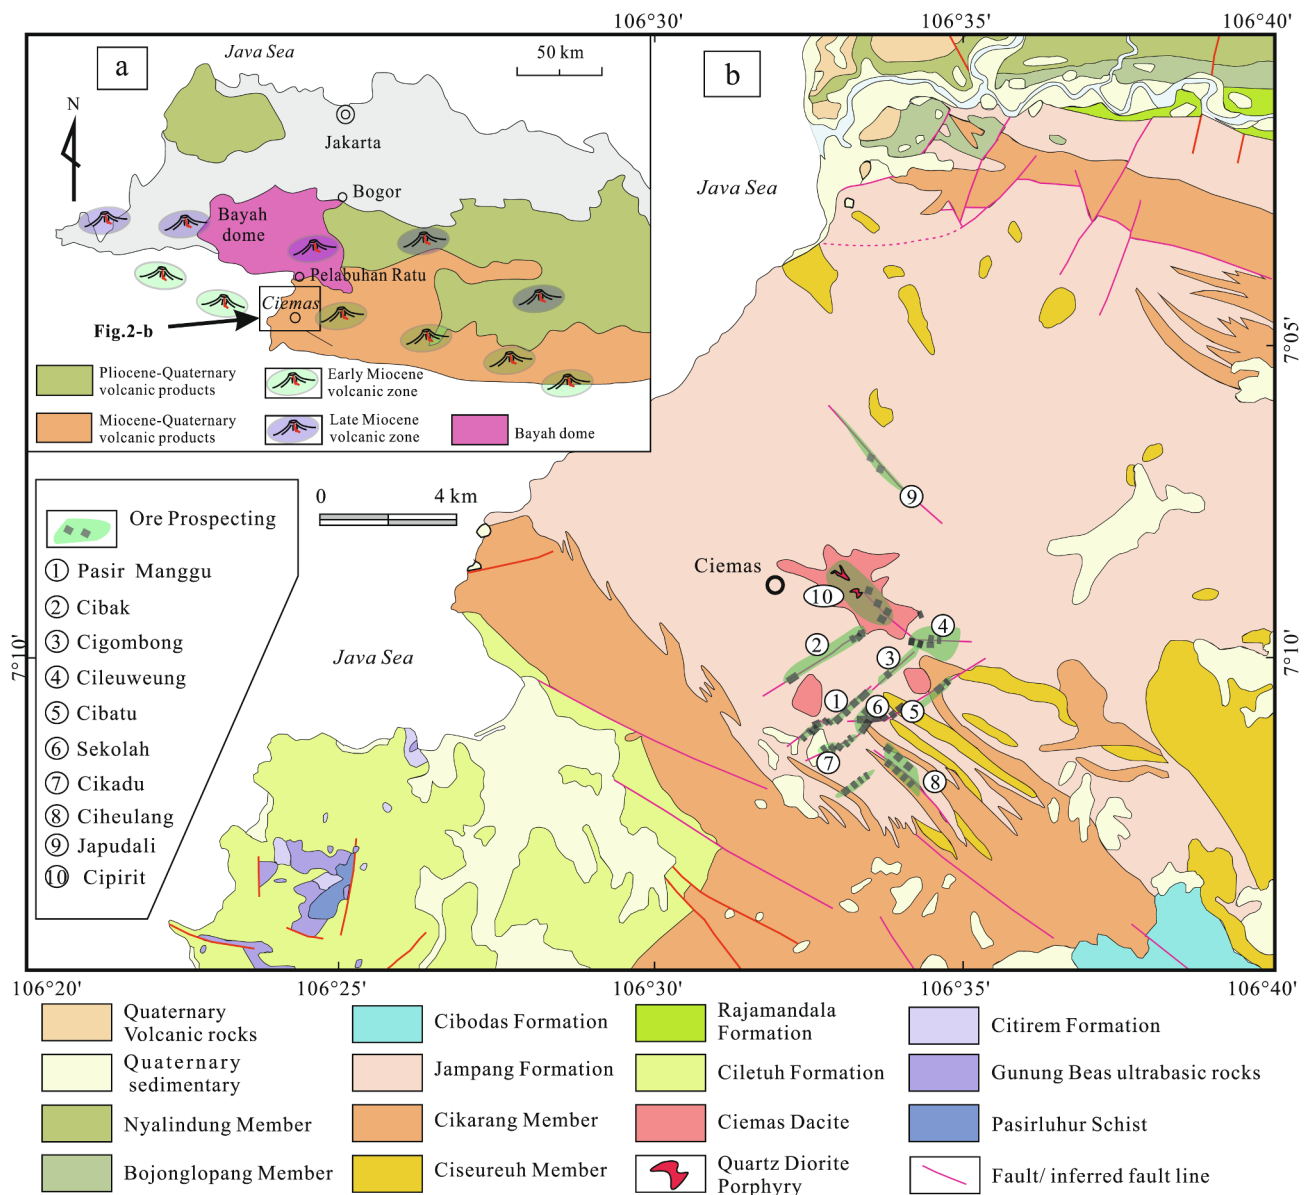 106°30'
106°35'
106°40'
Java Sea
50 km
a
b
N
Jakarta
Java Sea
Bogor
Bayah
dome
Pelabuhan Ratu
Ciemas
Fig.2-b
7°05'
Pliocene-Quaternary
volcanic products
Early Miocene
volcanic zone
Miocene-Quaternary
volcanic products
Late Miocene
volcanic zone
Bayah dome
0
4 km
Ore Prospecting
1 Pasir Manggu
2 Cibak
3 Cigombong
4 Cileuweung
5 Cibatu
6 Sekolah
7 Cikadu
8 Ciheulang
9 Japudali
10 Cipirit
9
Ciemas
10
4
2
3
1
6
5
7
8
Java Sea
7°10'
7°10'
106°20'
106°25'
106°30'
106°35'
106°40'
Quaternary
Volcanic rocks
Quaternary
sedimentary
Nyalindung Member
Bojonglopang Member
Cibodas Formation
Jampang Formation
Cikarang Member
Ciseureuh Member
Rajamandala
Formation
Ciletuh Formation
Ciemas Dacite
Quartz Diorite
Porphyry
Citirem Formation
Gunung Beas ultrabasic rocks
Pasirluhur Schist
Fault/ inferred fault line